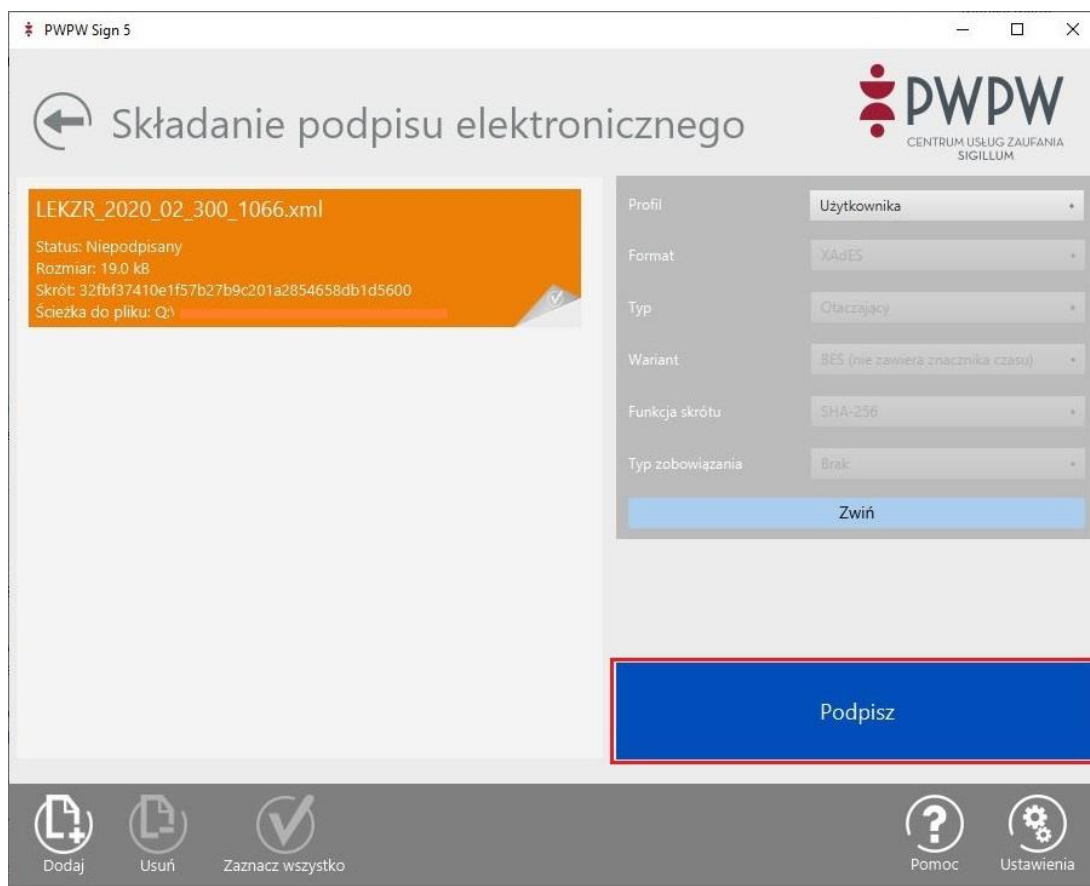 PWPW Sign 5
Składanie podpisu elektronicznego
PWPW
CENTRUM USŁUG ZAUFANIA
SIGILLUM
LEKZR_2020_02_300_1066.xml
Status: Niepodpisany
Rozmiar: 19.0 kB
Skrót: 32fbf37410e1f57b27b9c201a2854658db1d5600
Ścieżka do pliku: Q:\
Profil Użytkownika
Format XAdES
Typ Otaczający
Wariant BES (nie zawiera znacznika czasu)
Funkcja skrótu SHA-256
Typ zobowiązania Brak
Zwiń
Podpisz
Dodaj Usuń Zaznacz wszystko Pomoc Ustawienia